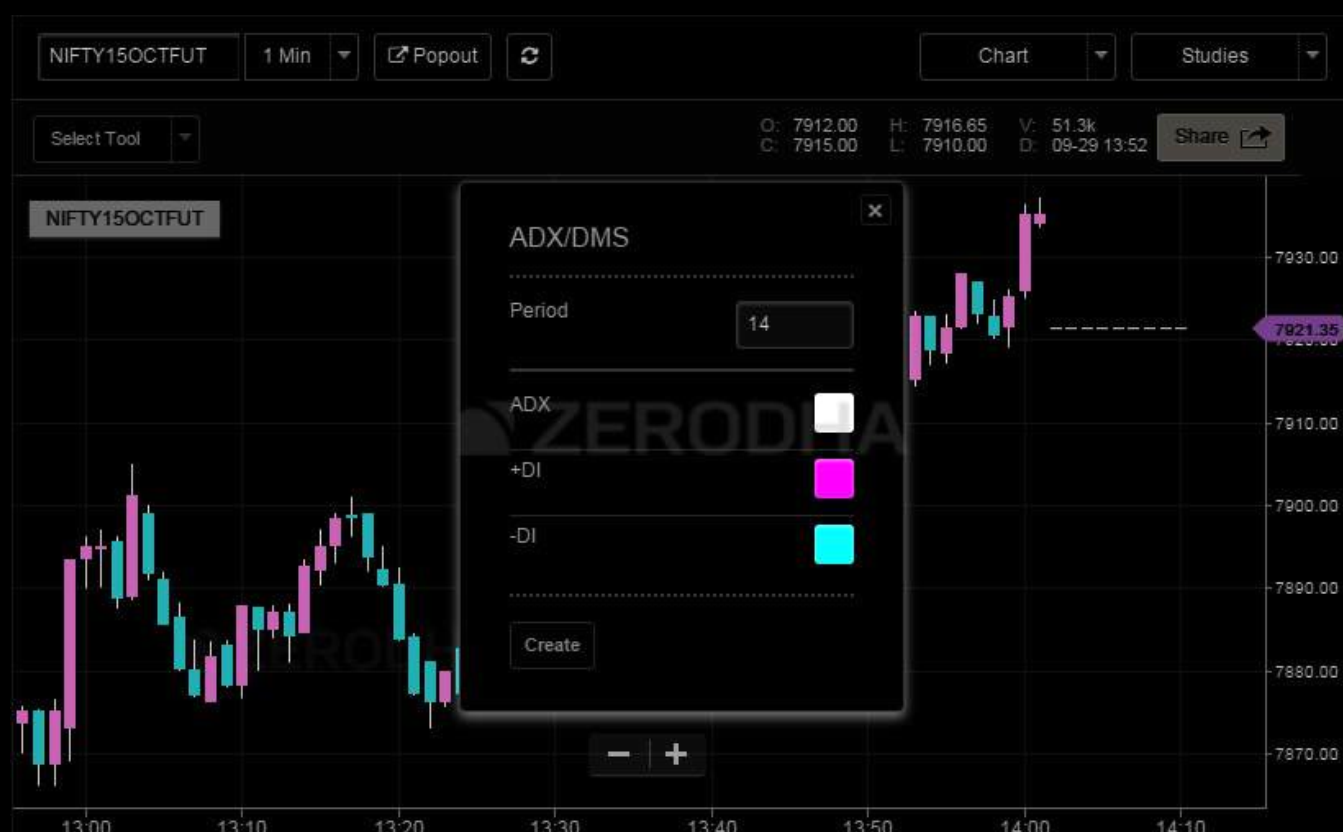 NIFTY15OCTFUT 1 Min Popout Chart Studies
Select Tool
O: 7912.00 H: 7916.65 V: 51.3k
C: 7915.00 L: 7910.00 D: 09-29 13:52
Share
NIFTY15OCTFUT
×
ADX/DMS
Period 14
ADX
ZERODHA
+DI
-DI
Create
− +
7930.00
7921.35
7920.00
7910.00
7900.00
7890.00
7880.00
7870.00
13:00 13:10 13:20 13:30 13:40 13:50 14:00 14:10